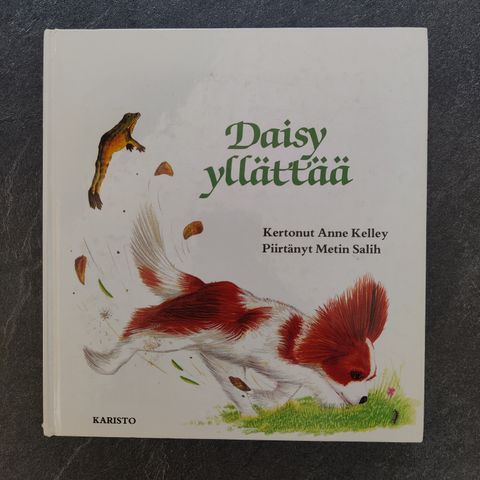 Daisy
yllättää
Kertonut Anne Kelley
Piirtänyt Metin Salih
KARISTO